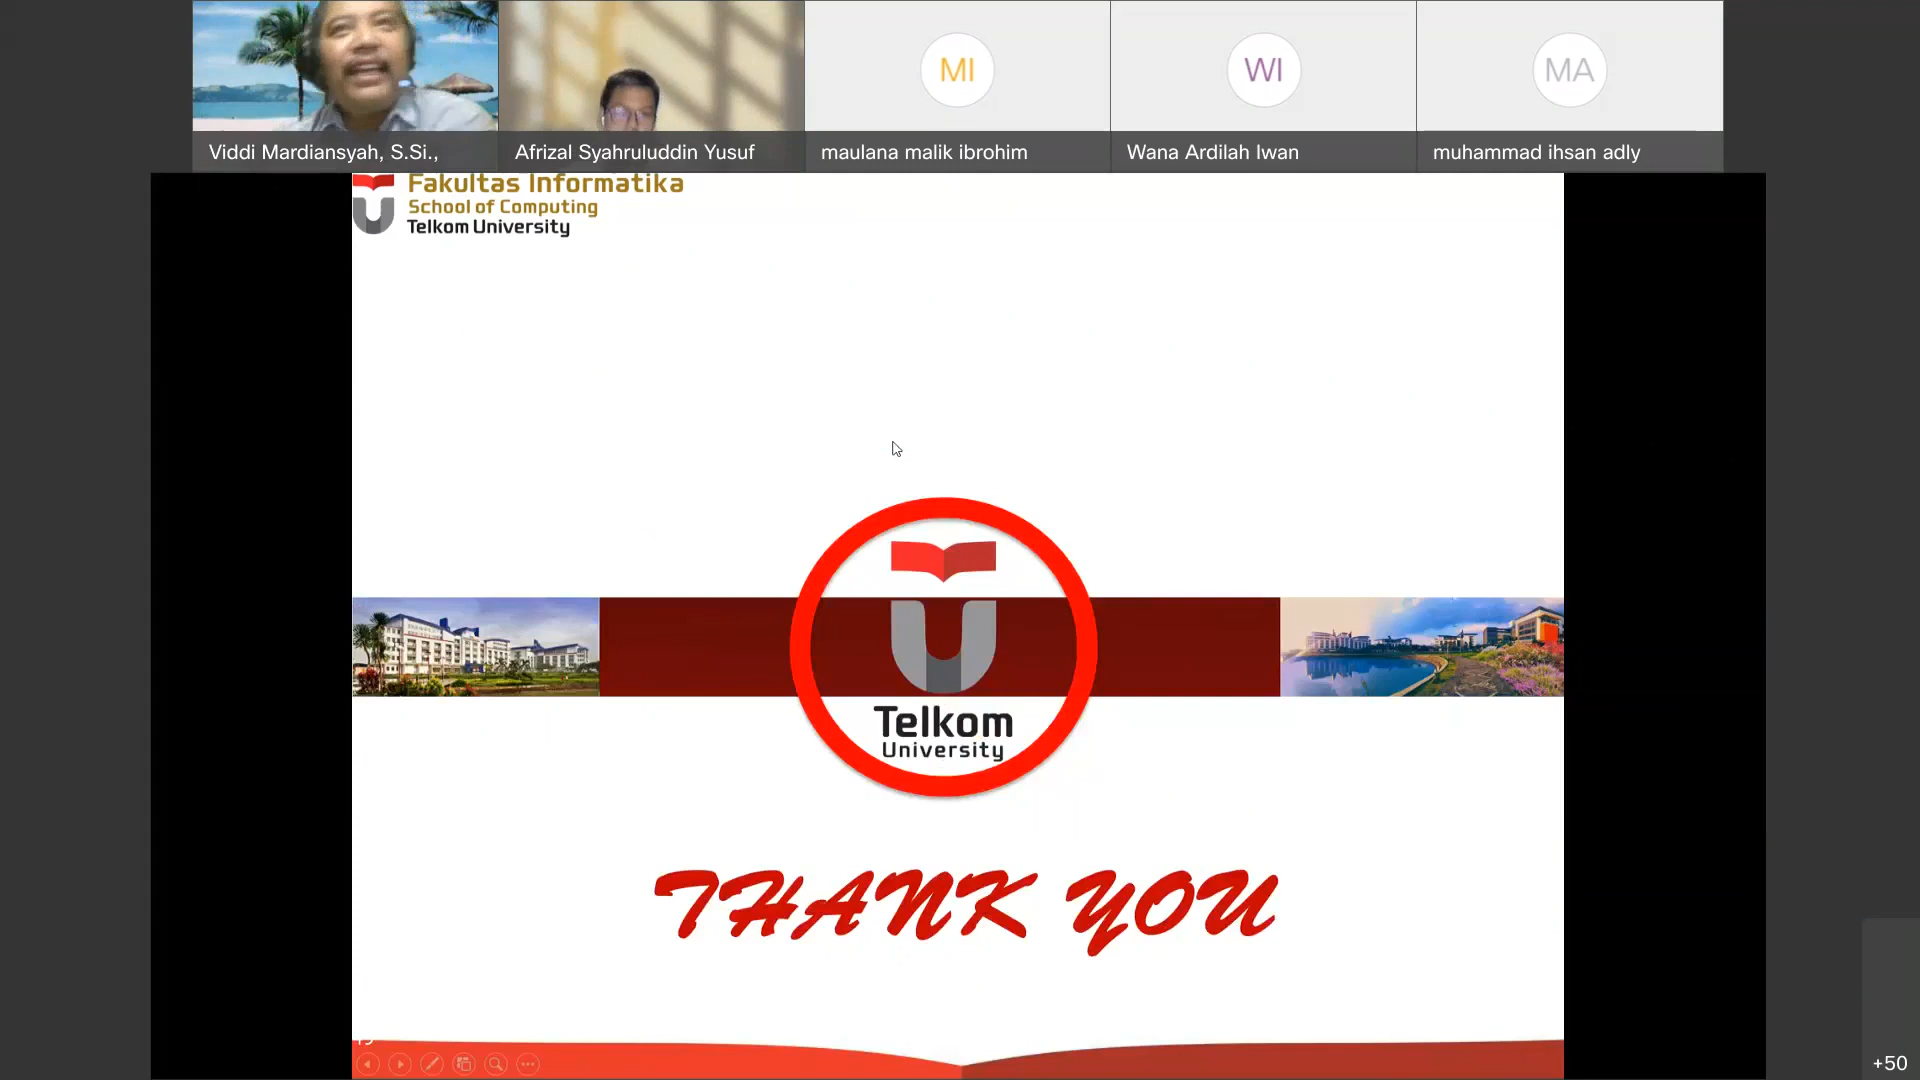 MI
WI
MA
Viddi Mardiansyah, S.Si.,
Afrizal Syahruluddin Yusuf
maulana malik ibrohim
Wana Ardilah Iwan
muhammad ihsan adly
Fakultas Informatika
School of Computing
Telkom University
Telkom
University
THANK YOU
+50